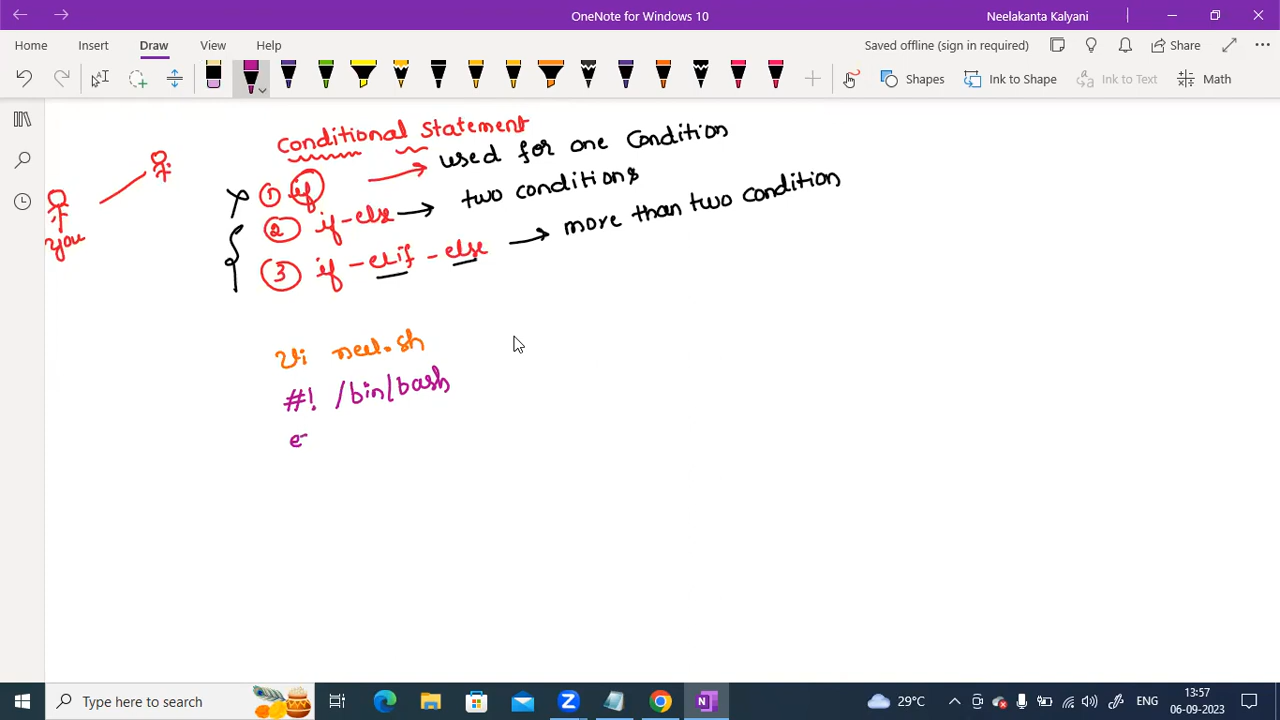 OneNote for Windows 10
Neelakanta Kalyani
Home Insert Draw View Help
Saved offline (sign in required)
Share
Shapes
Ink to Shape
Ink to Text
Math
Conditional Statement
① if → used for one Condition
② if-else → two conditions
③ if - elif - else → more than two condition
you
vi neel.sh
#! /bin/bash
e
Type here to search
29°C
ENG
13:57
06-09-2023